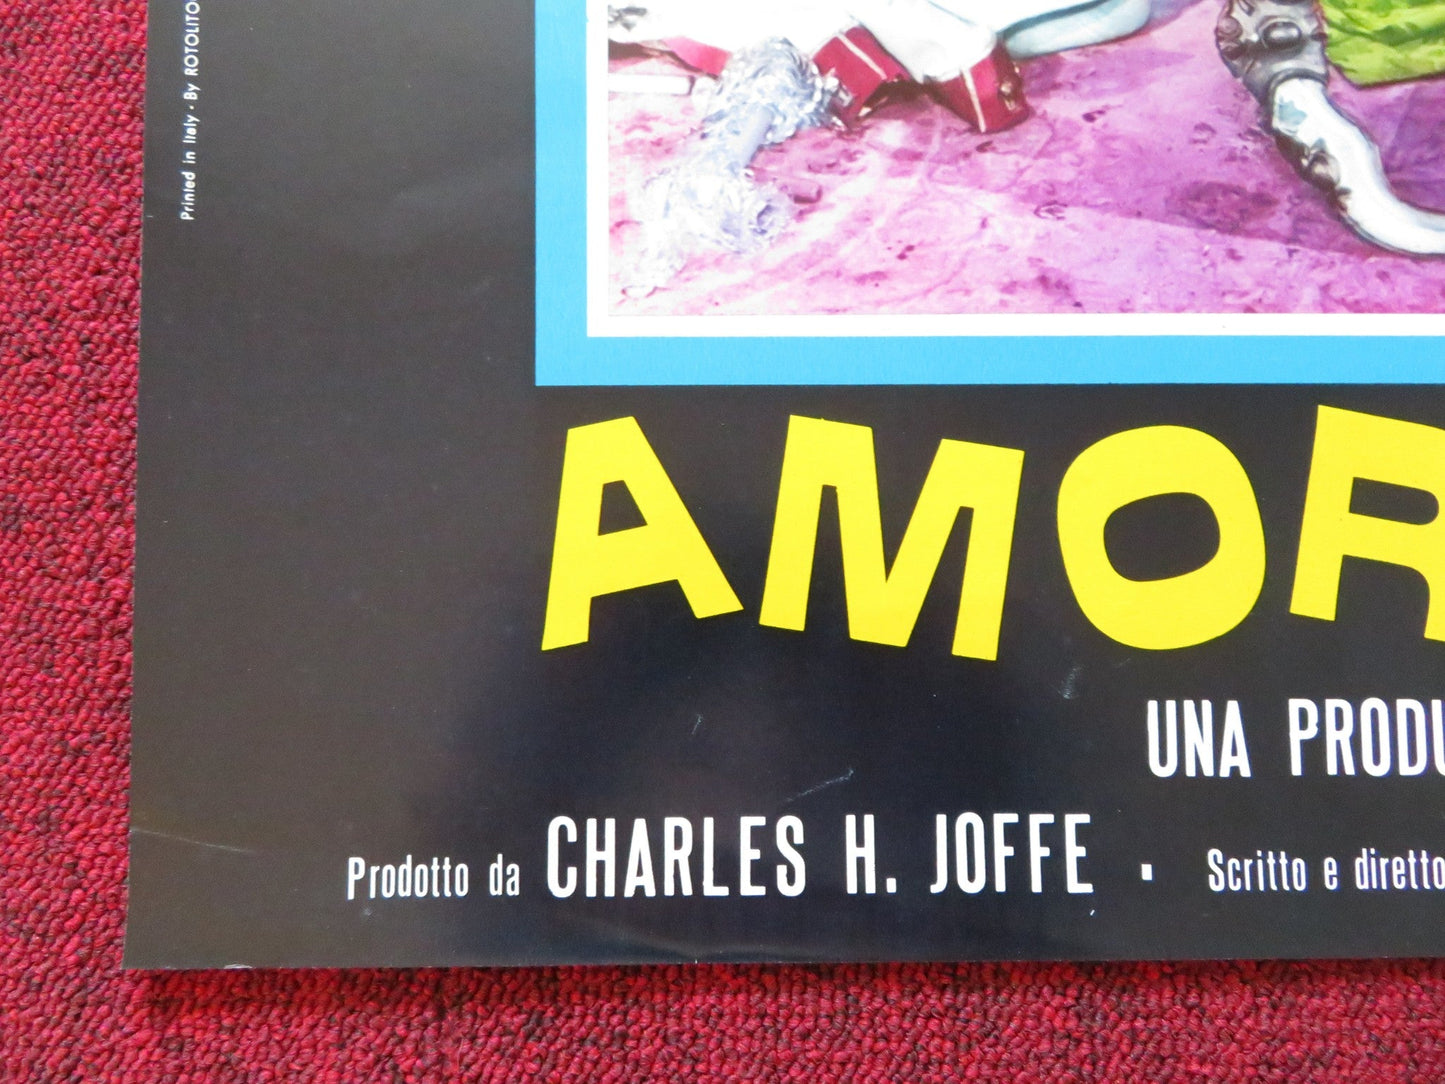 Printed in Italy · By ROTOLITO
AMOR
UNA PRODU
Prodotto da CHARLES H. JOFFE · Scritto e diretto